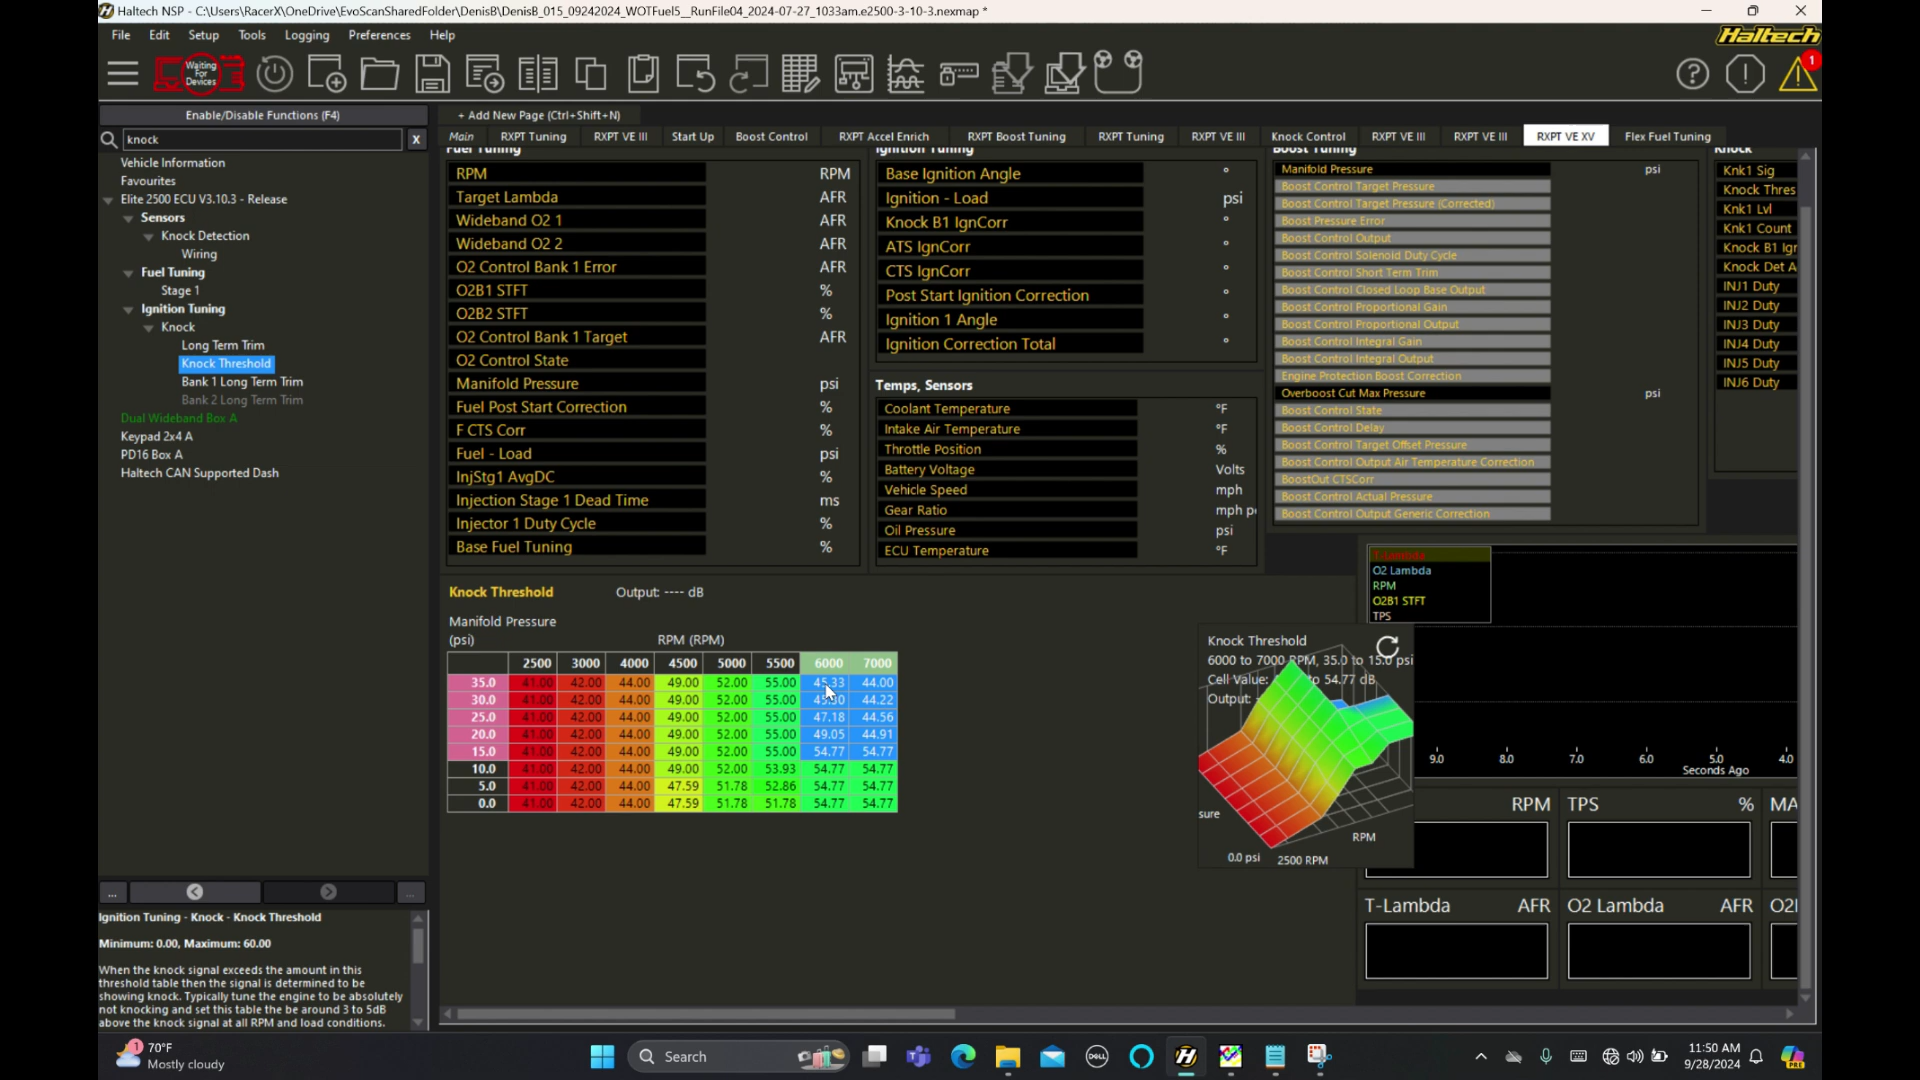 Haltech NSP - C:\Users\RacerX\OneDrive\EvoScanSharedFolder\DenisB\DenisB_015_09242024_WOTFuel5__RunFile04_2024-07-27_1033am.e2500-3-10-3.nexmap *
File Edit Setup Tools Logging Preferences Help
Haltech
Waiting For Devices
1
Enable/Disable Functions (F4)
+ Add New Page (Ctrl+Shift+N)
knock X
Main RXPT Tuning RXPT VE III Start Up Boost Control RXPT Accel Enrich RXPT Boost Tuning RXPT Tuning RXPT VE III Knock Control RXPT VE III RXPT VE III RXPT VE XV Flex Fuel Tuning
Vehicle Information
Favourites
Elite 2500 ECU V3.10.3 - Release
Sensors
Knock Detection
Wiring
Fuel Tuning
Stage 1
Ignition Tuning
Knock
Long Term Trim
Knock Threshold
Bank 1 Long Term Trim
Bank 2 Long Term Trim
Dual Wideband Box A
Keypad 2x4 A
PD16 Box A
Haltech CAN Supported Dash
Fuel Tuning
RPM RPM
Target Lambda AFR
Wideband O2 1 AFR
Wideband O2 2 AFR
O2 Control Bank 1 Error AFR
O2B1 STFT %
O2B2 STFT %
O2 Control Bank 1 Target AFR
O2 Control State
Manifold Pressure psi
Fuel Post Start Correction %
F CTS Corr %
Fuel - Load psi
InjStg1 AvgDC %
Injection Stage 1 Dead Time ms
Injector 1 Duty Cycle %
Base Fuel Tuning %
Ignition Tuning
Base Ignition Angle °
Ignition - Load psi
Knock B1 IgnCorr °
ATS IgnCorr °
CTS IgnCorr °
Post Start Ignition Correction °
Ignition 1 Angle °
Ignition Correction Total °
Temps, Sensors
Coolant Temperature °F
Intake Air Temperature °F
Throttle Position %
Battery Voltage Volts
Vehicle Speed mph
Gear Ratio mph p
Oil Pressure psi
ECU Temperature °F
Boost Tuning
Manifold Pressure psi
Boost Control Target Pressure
Boost Control Target Pressure (Corrected)
Boost Pressure Error
Boost Control Output
Boost Control Solenoid Duty Cycle
Boost Control Short Term Trim
Boost Control Closed Loop Base Output
Boost Control Proportional Gain
Boost Control Proportional Output
Boost Control Integral Gain
Boost Control Integral Output
Engine Protection Boost Correction
Overboost Cut Max Pressure psi
Boost Control State
Boost Control Delay
Boost Control Target Offset Pressure
Boost Control Output Air Temperature Correction
BoostOut CTSCorr
Boost Control Actual Pressure
Boost Control Output Generic Correction
Knock
Knk1 Sig
Knock Thres
Knk1 Lvl
Knk1 Count
Knock B1 Igr
Knock Det A
INJ1 Duty
INJ2 Duty
INJ3 Duty
INJ4 Duty
INJ5 Duty
INJ6 Duty
Knock Threshold Output: ---- dB
Manifold Pressure
(psi) RPM (RPM)
2500 3000 4000 4500 5000 5500 6000 7000
35.0 41.00 42.00 44.00 49.00 52.00 55.00 45.33 44.00
30.0 41.00 42.00 44.00 49.00 52.00 55.00 44.22
25.0 41.00 42.00 44.00 49.00 52.00 55.00 47.18 44.56
20.0 41.00 42.00 44.00 49.00 52.00 55.00 49.05 44.91
15.0 41.00 42.00 44.00 49.00 52.00 55.00 54.77 54.77
10.0 41.00 42.00 44.00 49.00 52.00 53.93 54.77 54.77
5.0 41.00 42.00 44.00 47.59 51.78 52.86 54.77 54.77
0.0 41.00 42.00 44.00 47.59 51.78 51.78 54.77 54.77
Knock Threshold
6000 to 7000 RPM, 35.0 to 15.0 psi
Cell Value: to 54.77 dB
Output:
sure RPM
0.0 psi 2500 RPM
T-Lambda
O2 Lambda
RPM
O2B1 STFT
TPS
9.0 8.0 7.0 6.0 5.0 4.0
Seconds Ago
RPM TPS % MA
T-Lambda AFR O2 Lambda AFR O2
... ...
Ignition Tuning - Knock - Knock Threshold
Minimum: 0.00, Maximum: 60.00
When the knock signal exceeds the amount in this
threshold table then the signal is determined to be
showing knock. Typically tune the engine to be absolutely
not knocking and set this table the be around 3 to 5dB
above the knock signal at all RPM and load conditions.
1
70°F
Mostly cloudy
Search
DELL
11:50 AM
9/28/2024
PRE